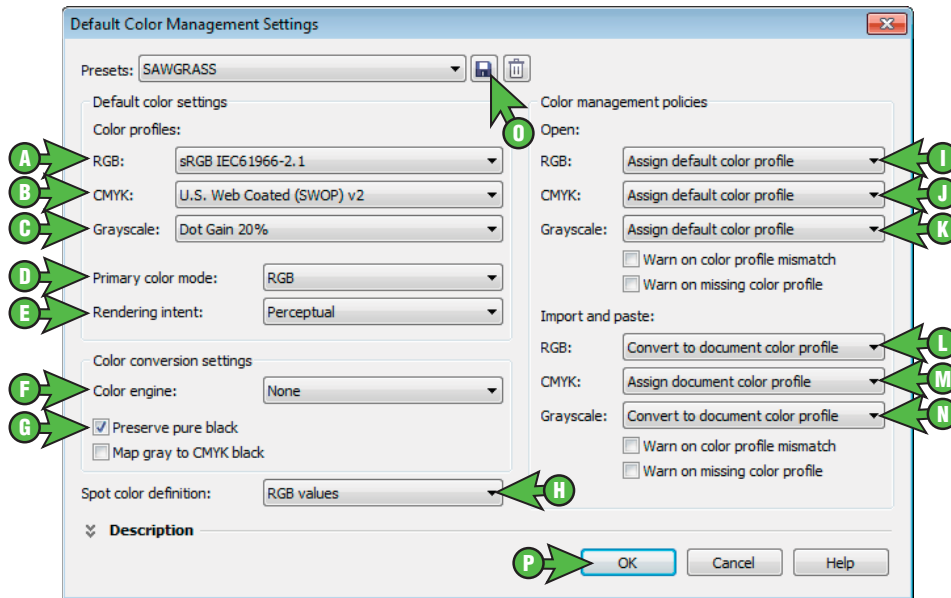 Default Color Management Settings
Presets: SAWGRASS
O
Default color settings
Color profiles:
A
RGB: sRGB IEC61966-2.1
B
CMYK: U.S. Web Coated (SWOP) v2
C
Grayscale: Dot Gain 20%
D
Primary color mode: RGB
E
Rendering intent: Perceptual
Color conversion settings
F
Color engine: None
G
Preserve pure black
Map gray to CMYK black
Spot color definition: RGB values
H
Description
Color management policies
Open:
RGB: Assign default color profile
I
CMYK: Assign default color profile
J
Grayscale: Assign default color profile
K
Warn on color profile mismatch
Warn on missing color profile
Import and paste:
RGB: Convert to document color profile
L
CMYK: Assign document color profile
M
Grayscale: Convert to document color profile
N
Warn on color profile mismatch
Warn on missing color profile
P
OK Cancel Help